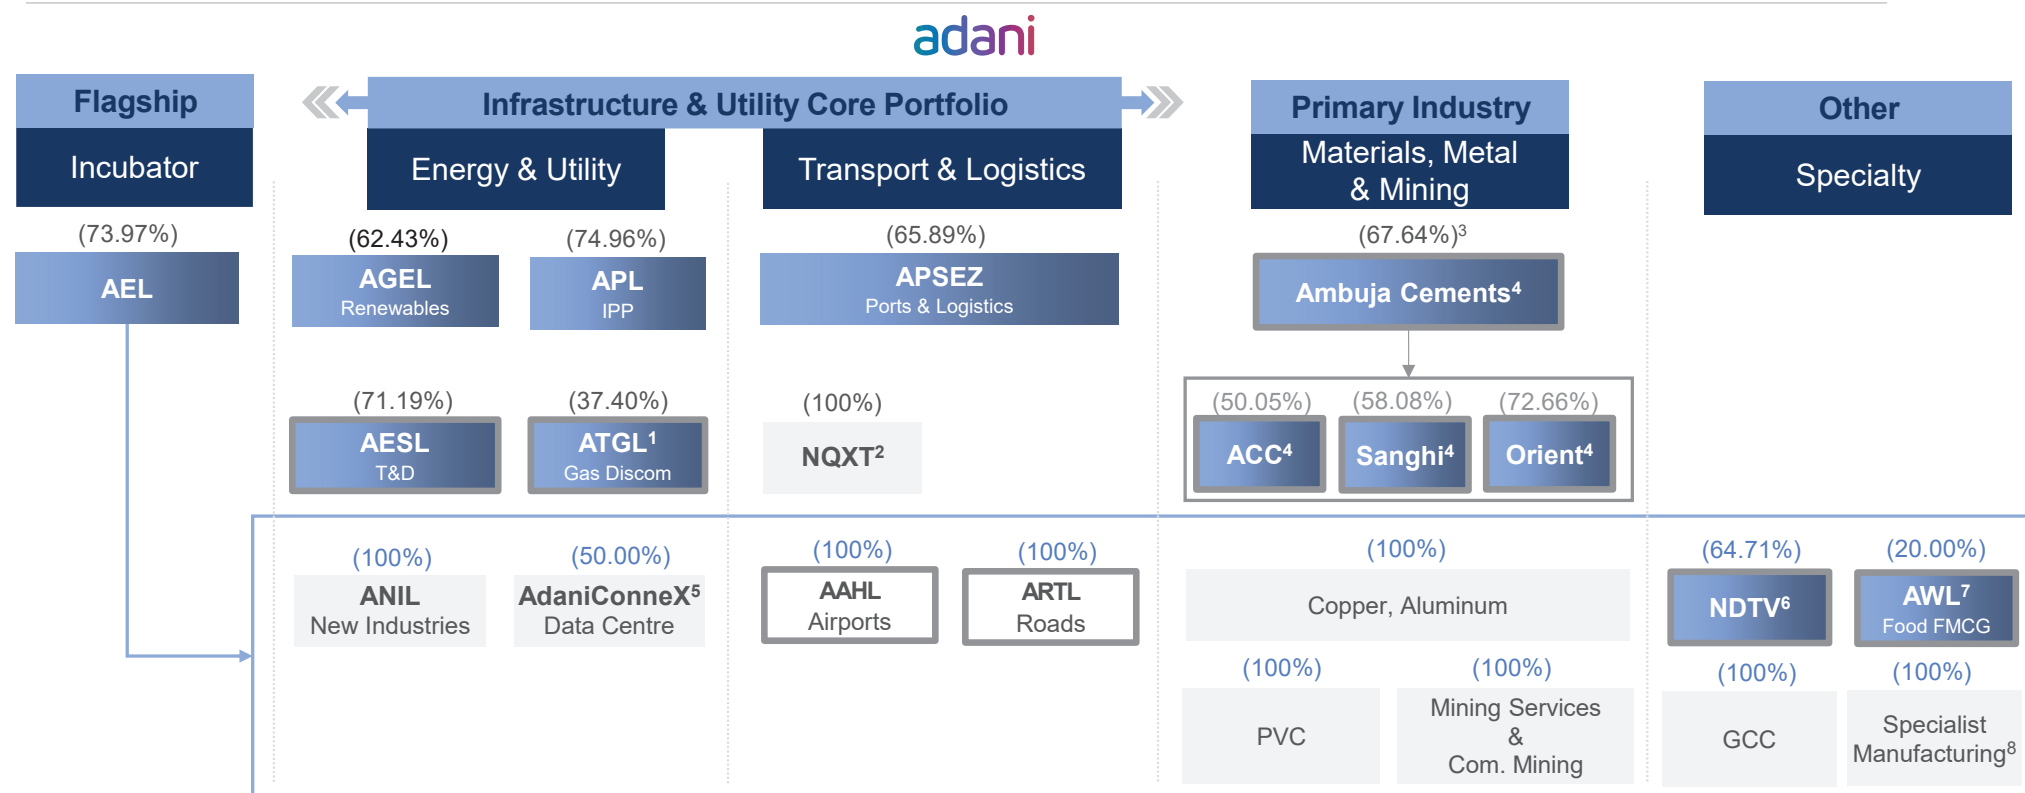 adani
Flagship
Incubator
(73.97%)
AEL
Infrastructure & Utility Core Portfolio
Energy & Utility
(62.43%)
AGEL
Renewables
(74.96%)
APL
IPP
(71.19%)
AESL
T&D
(37.40%)
ATGL1
Gas Discom
Transport & Logistics
(65.89%)
APSEZ
Ports & Logistics
(100%)
NQXT2
Primary Industry
Materials, Metal
& Mining
(67.64%)3
Ambuja Cements4
(50.05%)
ACC4
(58.08%)
Sanghi4
(72.66%)
Orient4
Other
Specialty
(100%)
ANIL
New Industries
(50.00%)
AdaniConneX5
Data Centre
(100%)
AAHL
Airports
(100%)
ARTL
Roads
(100%)
Copper, Aluminum
(100%)
PVC
(100%)
Mining Services
&
Com. Mining
(64.71%)
NDTV6
(20.00%)
AWL7
Food FMCG
(100%)
GCC
(100%)
Specialist
Manufacturing8